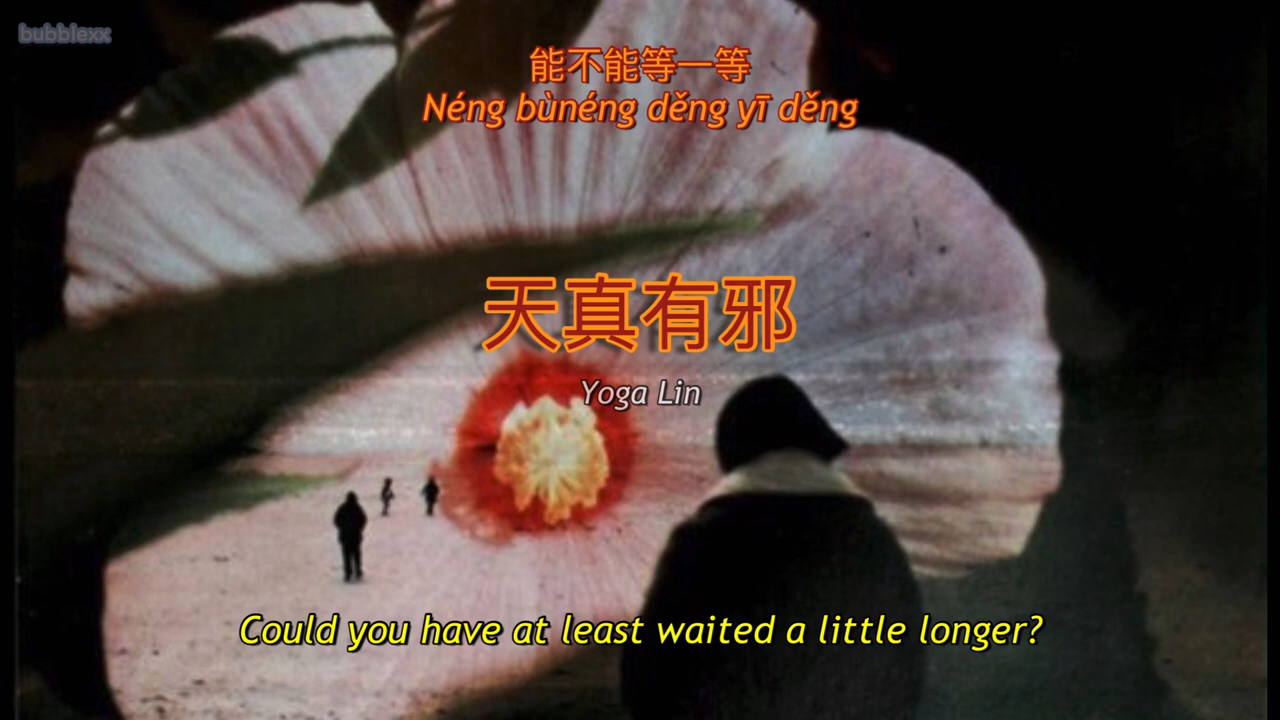 bubblexx
能不能等一等
Néng bùnéng děng yī děng
天真有邪
Yoga Lin
Could you have at least waited a little longer?